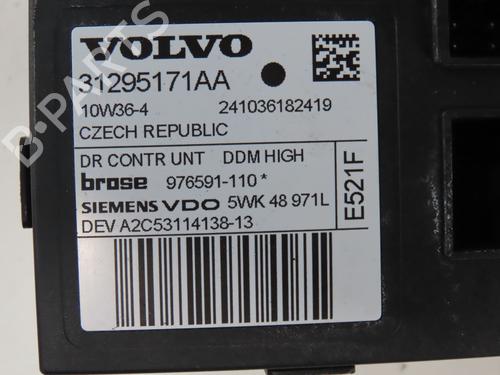 VOLVO
31295171AA
10W36-4 241036182419
CZECH REPUBLIC
DR CONTR UNT DDM HIGH
brose 976591-110*
SIEMENS VDO 5WK 48 971L
DEV A2C53114138-13
E521F
B-PARTS